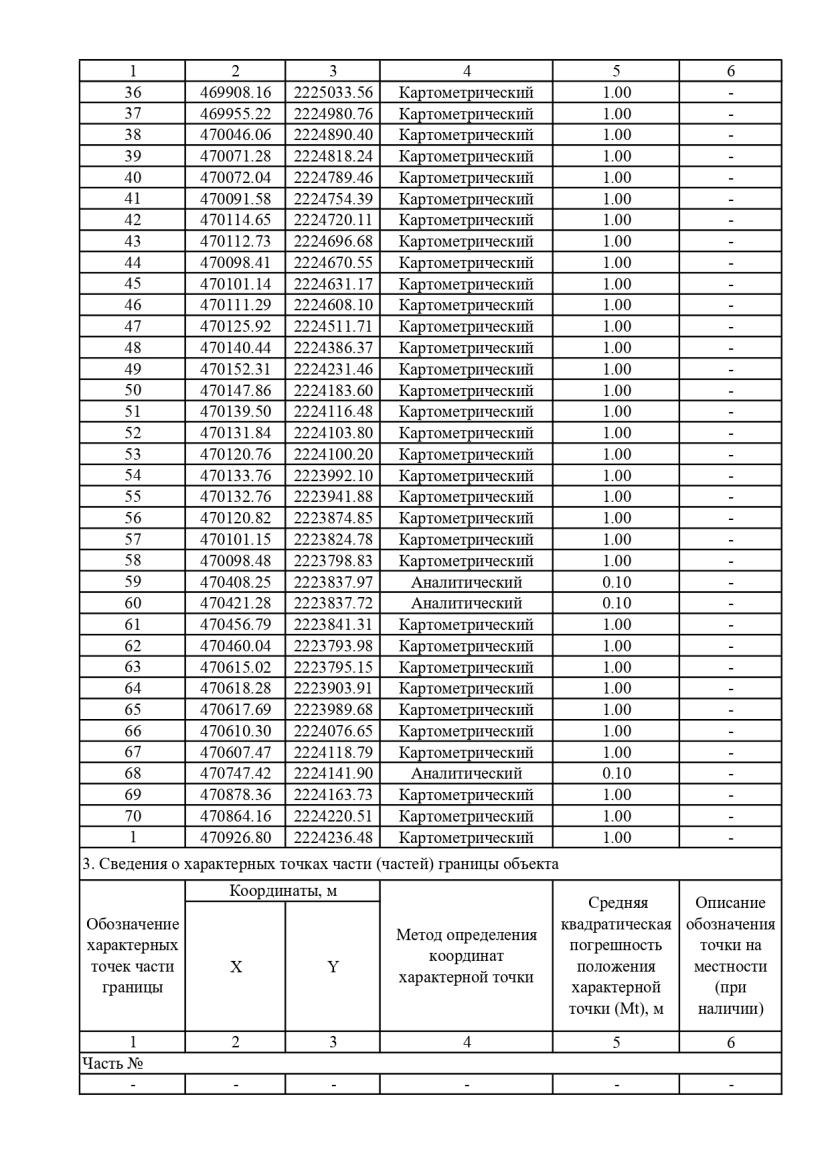 1 2 3 4 5 6
36 469908.16 2225033.56 Картометрический 1.00 -
37 469955.22 2224980.76 Картометрический 1.00 -
38 470046.06 2224890.40 Картометрический 1.00 -
39 470071.28 2224818.24 Картометрический 1.00 -
40 470072.04 2224789.46 Картометрический 1.00 -
41 470091.58 2224754.39 Картометрический 1.00 -
42 470114.65 2224720.11 Картометрический 1.00 -
43 470112.73 2224696.68 Картометрический 1.00 -
44 470098.41 2224670.55 Картометрический 1.00 -
45 470101.14 2224631.17 Картометрический 1.00 -
46 470111.29 2224608.10 Картометрический 1.00 -
47 470125.92 2224511.71 Картометрический 1.00 -
48 470140.44 2224386.37 Картометрический 1.00 -
49 470152.31 2224231.46 Картометрический 1.00 -
50 470147.86 2224183.60 Картометрический 1.00 -
51 470139.50 2224116.48 Картометрический 1.00 -
52 470131.84 2224103.80 Картометрический 1.00 -
53 470120.76 2224100.20 Картометрический 1.00 -
54 470133.76 2223992.10 Картометрический 1.00 -
55 470132.76 2223941.88 Картометрический 1.00 -
56 470120.82 2223874.85 Картометрический 1.00 -
57 470101.15 2223824.78 Картометрический 1.00 -
58 470098.48 2223798.83 Картометрический 1.00 -
59 470408.25 2223837.97 Аналитический 0.10 -
60 470421.28 2223837.72 Аналитический 0.10 -
61 470456.79 2223841.31 Картометрический 1.00 -
62 470460.04 2223793.98 Картометрический 1.00 -
63 470615.02 2223795.15 Картометрический 1.00 -
64 470618.28 2223903.91 Картометрический 1.00 -
65 470617.69 2223989.68 Картометрический 1.00 -
66 470610.30 2224076.65 Картометрический 1.00 -
67 470607.47 2224118.79 Картометрический 1.00 -
68 470747.42 2224141.90 Аналитический 0.10 -
69 470878.36 2224163.73 Картометрический 1.00 -
70 470864.16 2224220.51 Картометрический 1.00 -
1 470926.80 2224236.48 Картометрический 1.00 -
3. Сведения о характерных точках части (частей) границы объекта
Обозначение
характерных
точек части
границы
Координаты, м
X
Y
Метод определения
координат
характерной точки
Средняя
квадратическая
погрешность
положения
характерной
точки (Mt), м
Описание
обозначения
точки на
местности
(при
наличии)
1 2 3 4 5 6
Часть №
- - - - - -